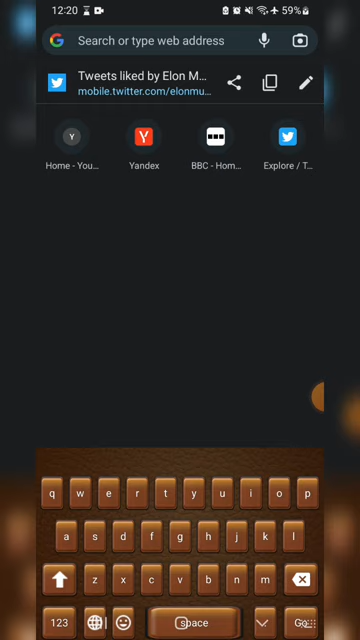 12:20
59%
Search or type web address
Tweets liked by Elon M...
mobile.twitter.com/elonmu...
Y
Home - You...
Yandex
BBC - Hom...
Explore / T...
q w e r t y u i o p
a s d f g h j k l
z x c v b n m
123 space Go